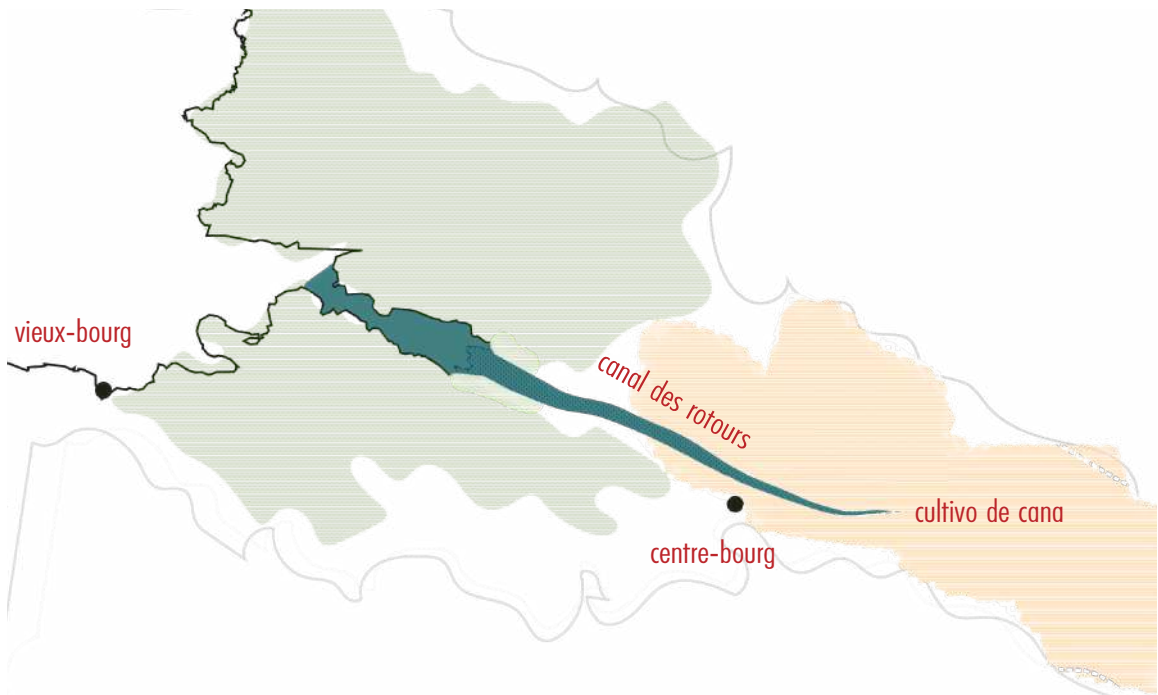 vieux-bourg
canal des rotours
cultivo de cana
centre-bourg